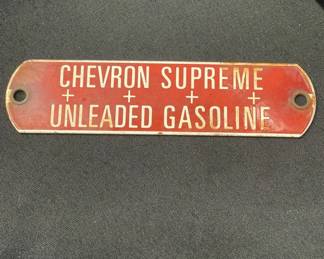 CHEVRON SUPREME
+ + + +
UNLEADED GASOLINE